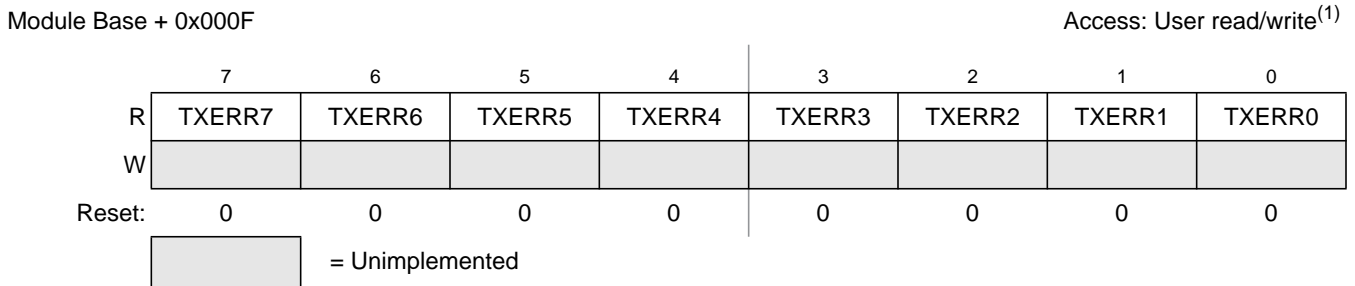 Module Base + 0x000F Access: User read/write(1)
7 6 5 4 3 2 1 0
R TXERR7 TXERR6 TXERR5 TXERR4 TXERR3 TXERR2 TXERR1 TXERR0
W
Reset: 0 0 0 0 0 0 0 0
= Unimplemented